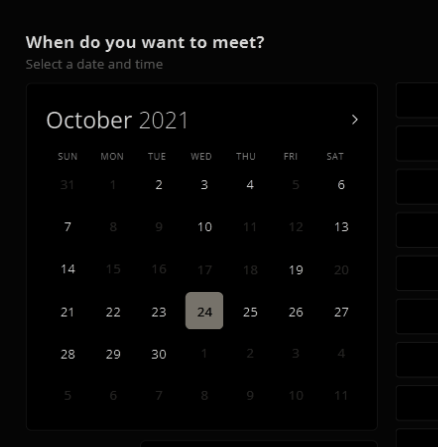 When do you want to meet?
Select a date and time
October 2021
SUN MON TUE WED THU FRI SAT
31 1 2 3 4 5 6
7 8 9 10 11 12 13
14 15 16 17 18 19 20
21 22 23 24 25 26 27
28 29 30 1 2 3 4
5 6 7 8 9 10 11